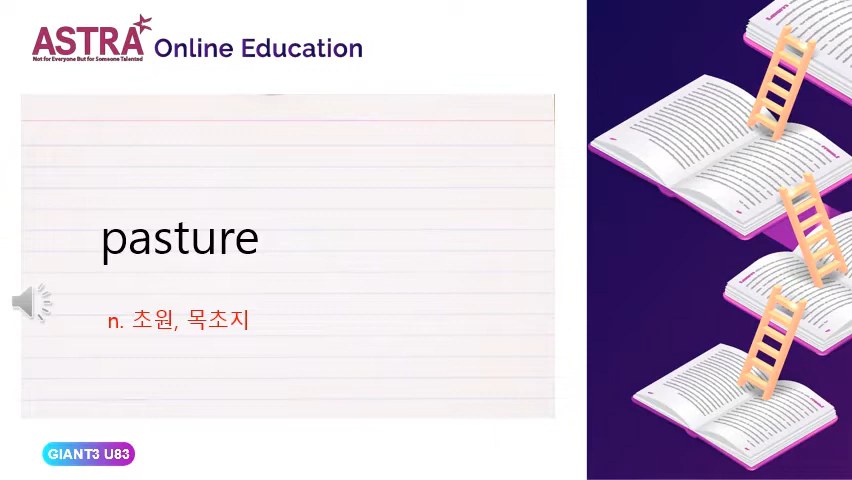 ASTRA Online Education
Not for Everyone But for Someone Talented
pasture
n. 초원, 목초지
GIANT3 U83